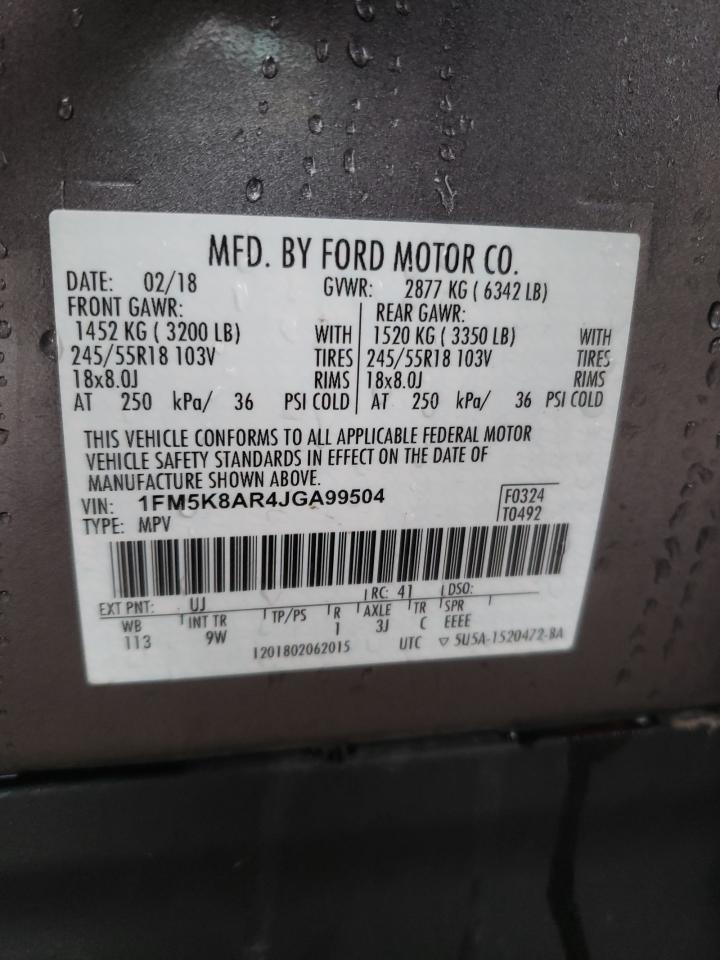 MFD. BY FORD MOTOR CO.
DATE: 02/18 GVWR: 2877 KG ( 6342 LB)
FRONT GAWR: REAR GAWR:
1452 KG ( 3200 LB) WITH 1520 KG ( 3350 LB) WITH
245/55R18 103V TIRES 245/55R18 103V TIRES
18x8.0J RIMS 18x8.0J RIMS
AT 250 kPa/ 36 PSI COLD AT 250 kPa/ 36 PSI COLD
THIS VEHICLE CONFORMS TO ALL APPLICABLE FEDERAL MOTOR
VEHICLE SAFETY STANDARDS IN EFFECT ON THE DATE OF
MANUFACTURE SHOWN ABOVE.
VIN: 1FM5K8AR4JGA99504 F0324
TYPE: MPV T0492
EXT PNT: UJ RC: 41 DSO:
WB INT TR TP/PS R AXLE TR SPR
113 9W 1 3J C EEEE
1201802062015 UTC ▽ 5U5A-1520472-BA